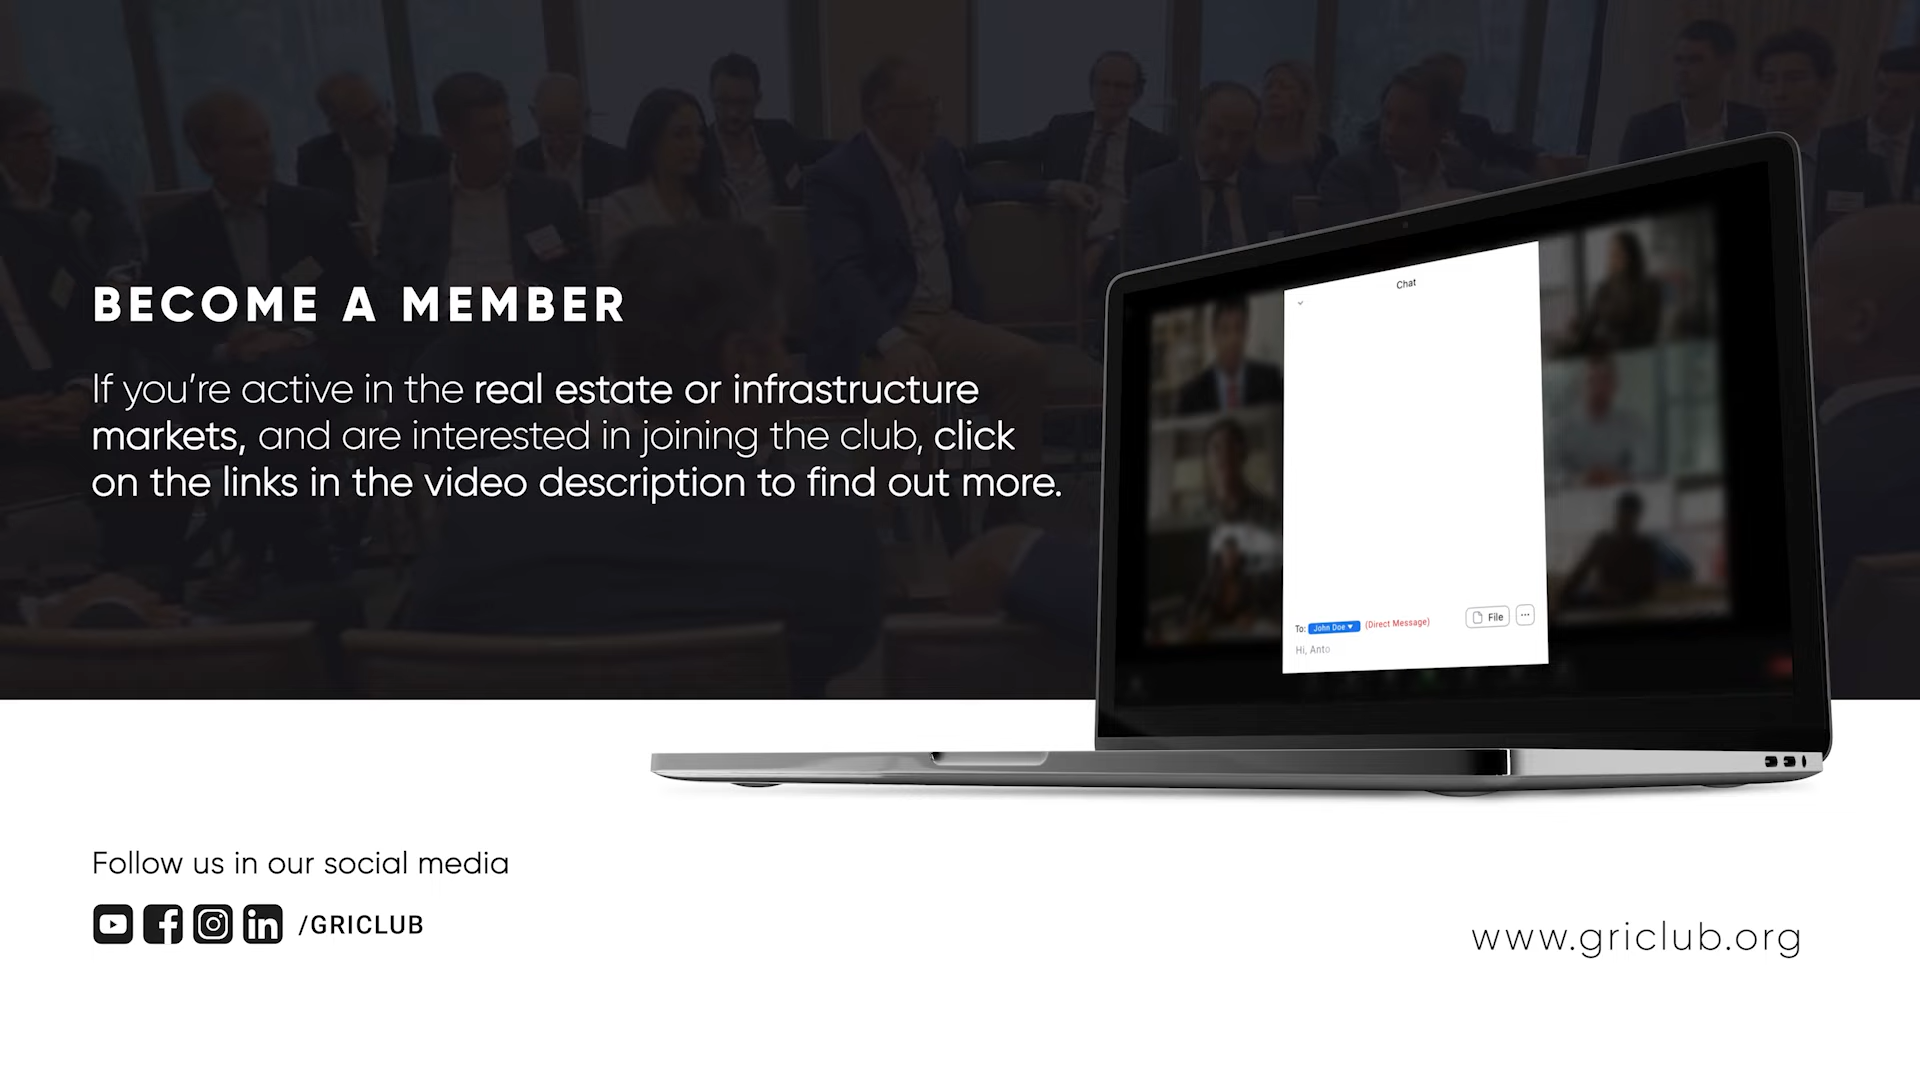 BECOME A MEMBER
If you’re active in the real estate or infrastructure
markets, and are interested in joining the club, click
on the links in the video description to find out more.
Chat
To: John Doe (Direct Message)
File
Hi, Anto
Follow us in our social media
/GRICLUB
www.griclub.org